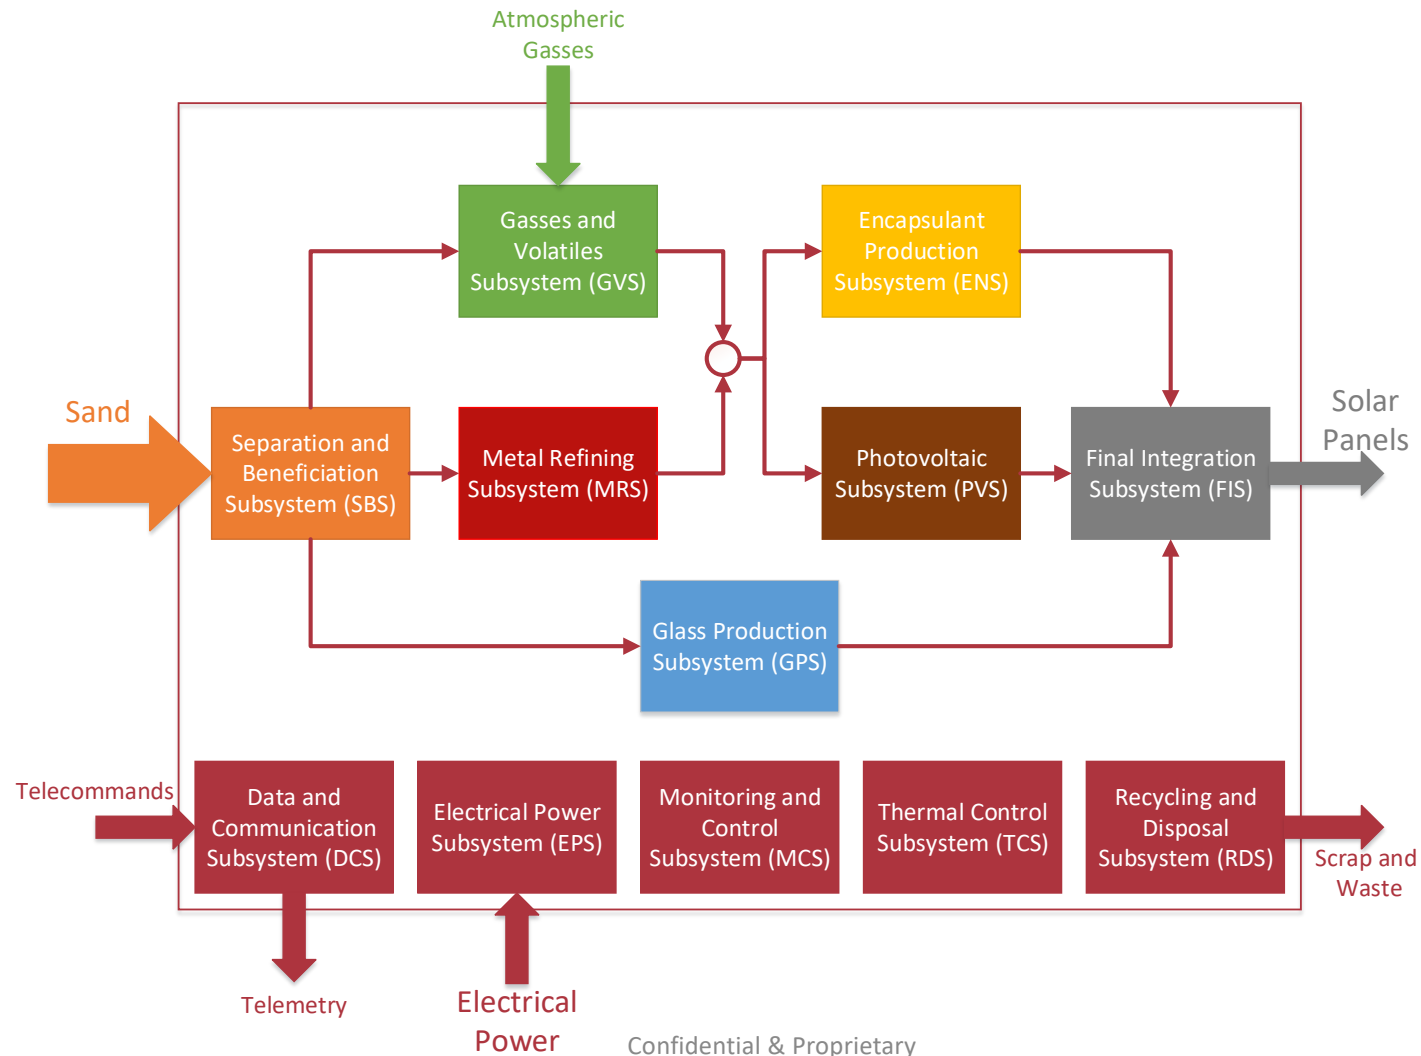 Atmospheric
Gasses
Gasses and
Volatiles
Subsystem (GVS)
Encapsulant
Production
Subsystem (ENS)
Sand
Separation and
Beneficiation
Subsystem (SBS)
Metal Refining
Subsystem (MRS)
Photovoltaic
Subsystem (PVS)
Final Integration
Subsystem (FIS)
Solar
Panels
Glass Production
Subsystem (GPS)
Telecommands
Data and
Communication
Subsystem (DCS)
Electrical Power
Subsystem (EPS)
Monitoring and
Control
Subsystem (MCS)
Thermal Control
Subsystem (TCS)
Recycling and
Disposal
Subsystem (RDS)
Scrap and
Waste
Telemetry
Electrical
Power
Confidential & Proprietary